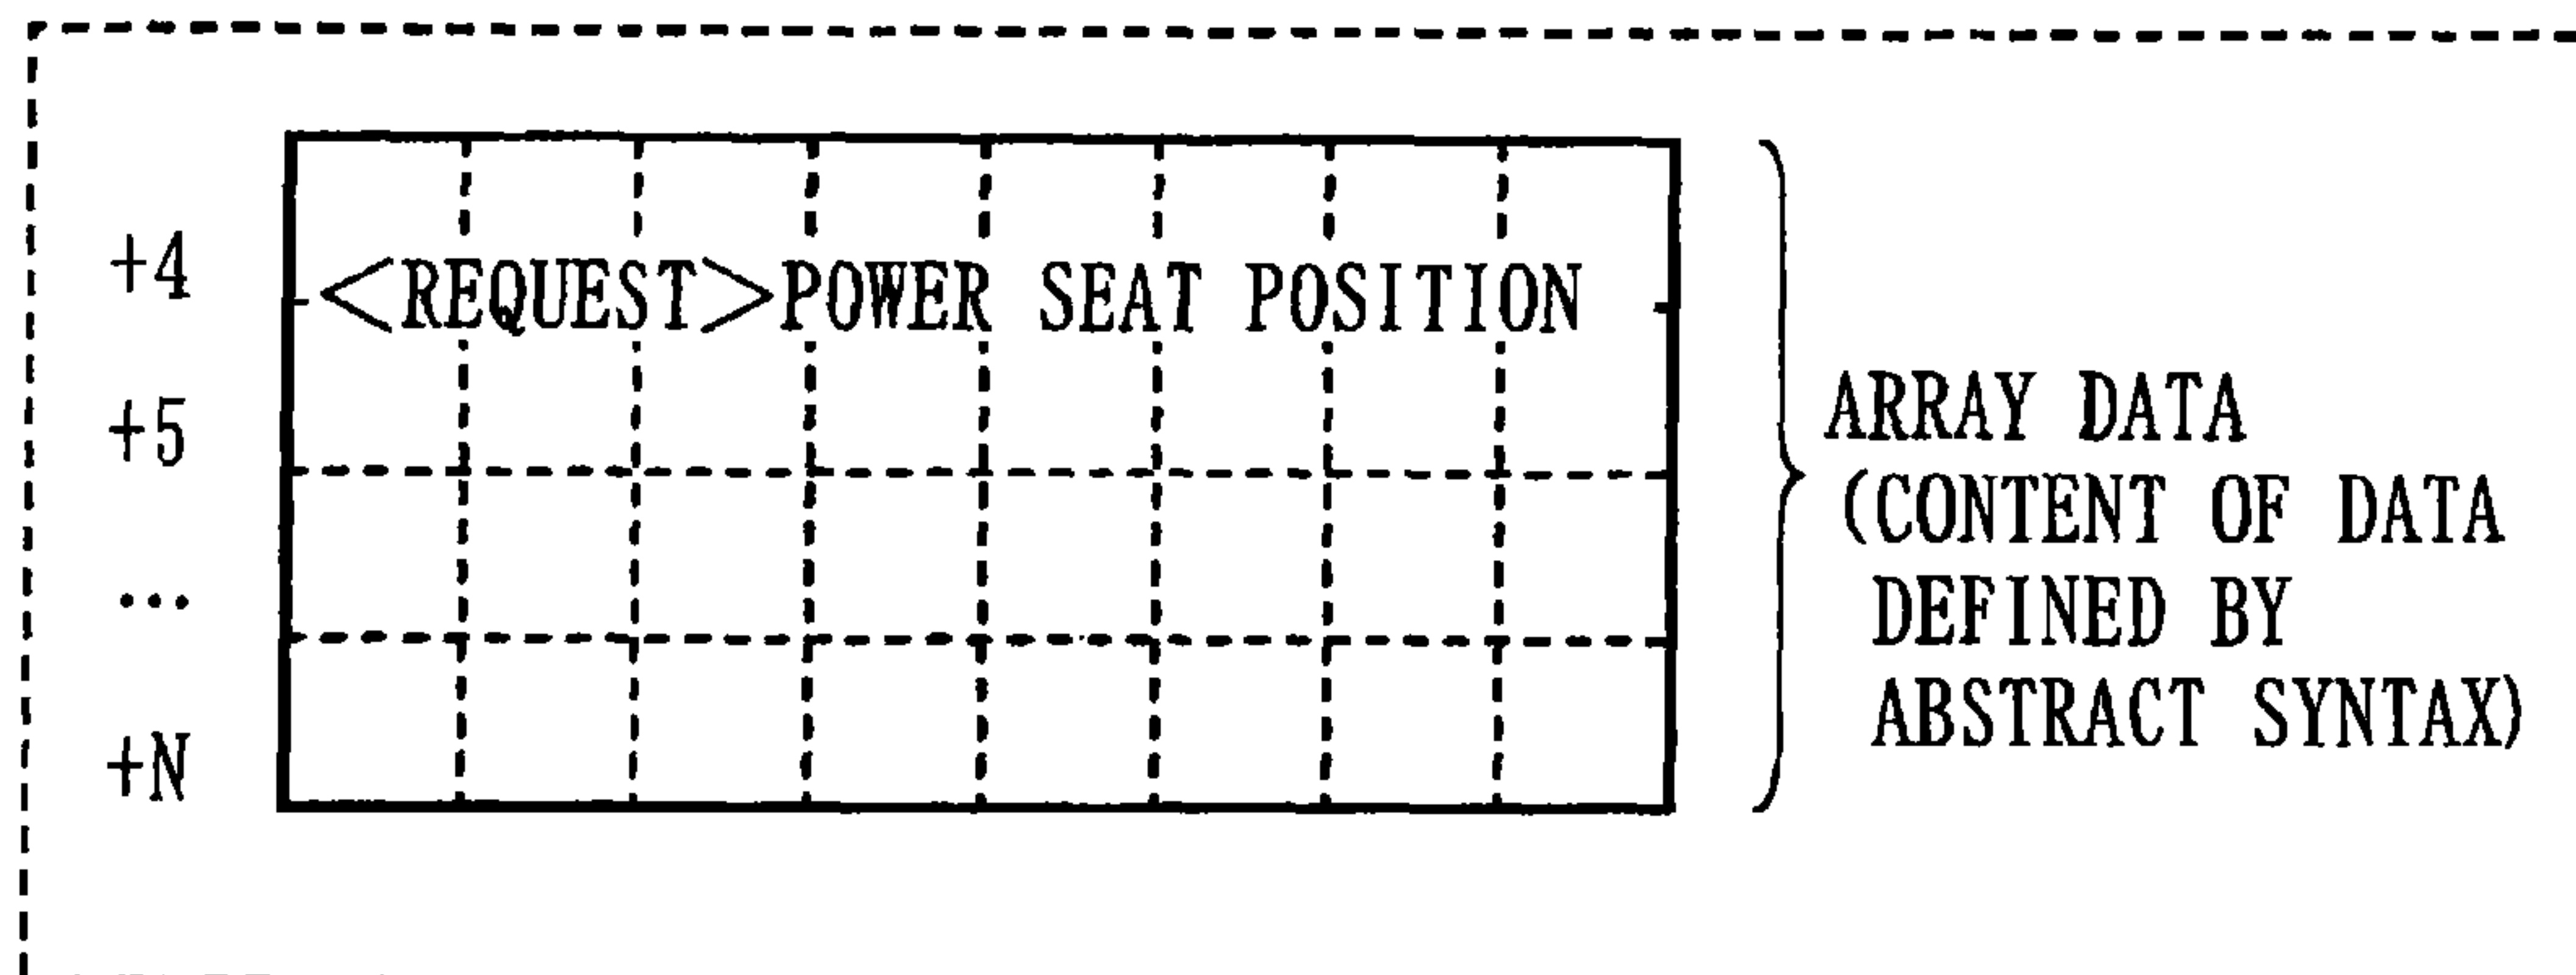 +4
<REQUEST>POWER SEAT POSITION
+5
...
+N
ARRAY DATA
(CONTENT OF DATA
DEFINED BY
ABSTRACT SYNTAX)